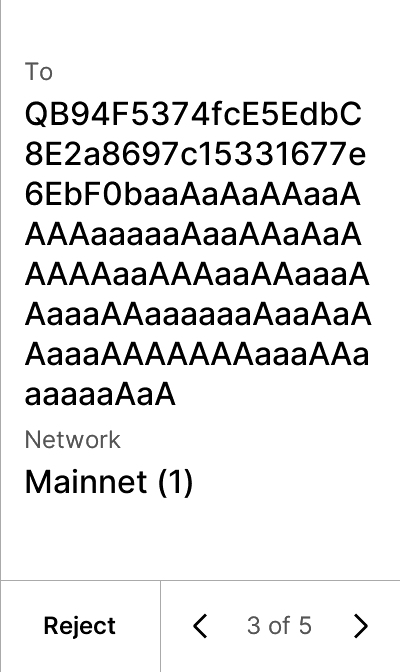 To
QB94F5374fcE5EdbC
8E2a8697c15331677e
6EbF0baaAaAaAAaaA
AAAaaaaaAaaAAaAaA
AAAAaaAAAaaAAaaaA
AaaaAAaaaaaaAaaAaA
AaaaAAAAAAAaaaAAa
aaaaaAaA
Network
Mainnet (1)
Reject
3 of 5